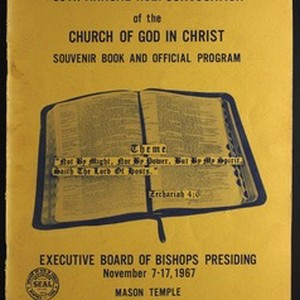 HOLY CONVOCATION
of the
CHURCH OF GOD IN CHRIST
SOUVENIR BOOK AND OFFICIAL PROGRAM
Theme
"Not By Might, Nor By Power, But By My Spirit,
Saith The Lord Of Hosts."
Zechariah 4:6
EXECUTIVE BOARD OF BISHOPS PRESIDING
November 7-17, 1967
MASON TEMPLE
SEAL